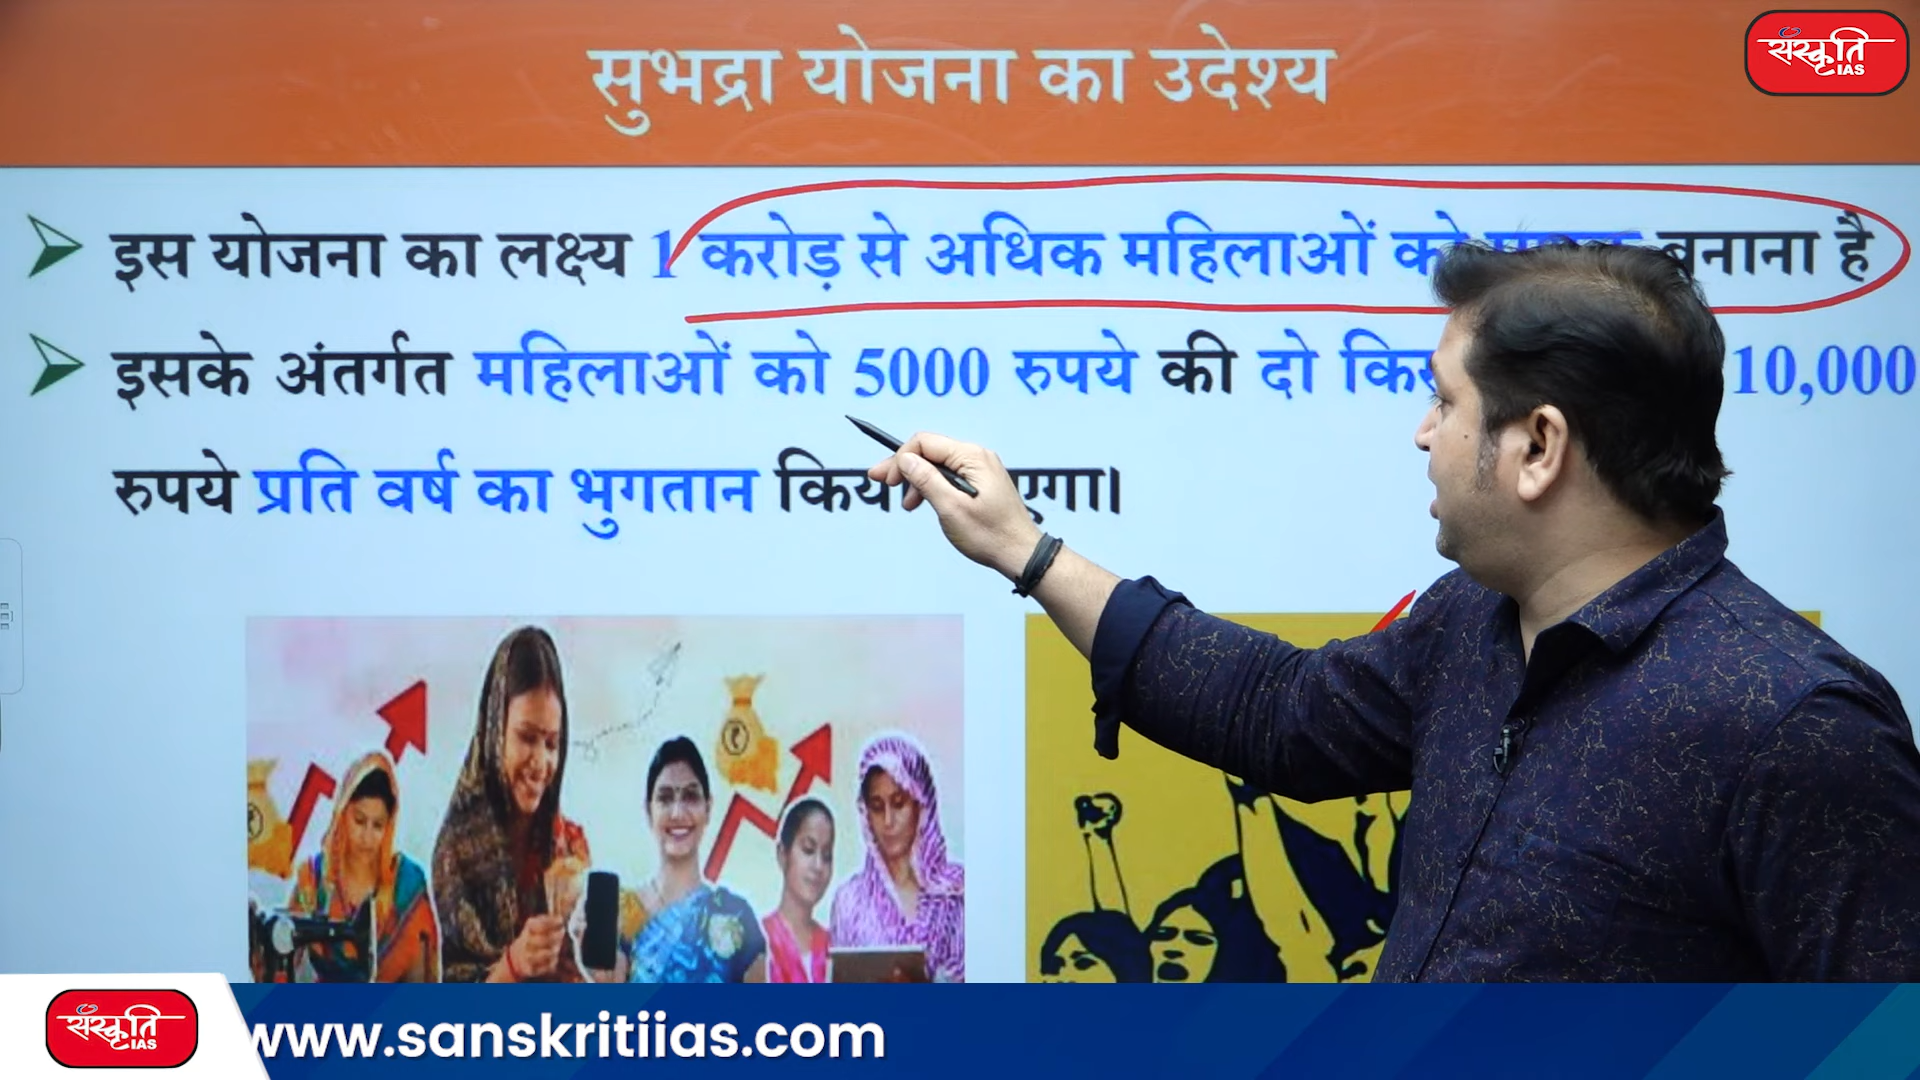 सुभद्रा योजना का उदेश्य
संस्कृति
IAS
इस योजना का लक्ष्य 1 करोड़ से अधिक महिलाओं को बनाना है
इसके अंतर्गत महिलाओं को 5000 रुपये की दो 10,000
रुपये प्रति वर्ष का भुगतान
संस्कृति
IAS
www.sanskritiias.com